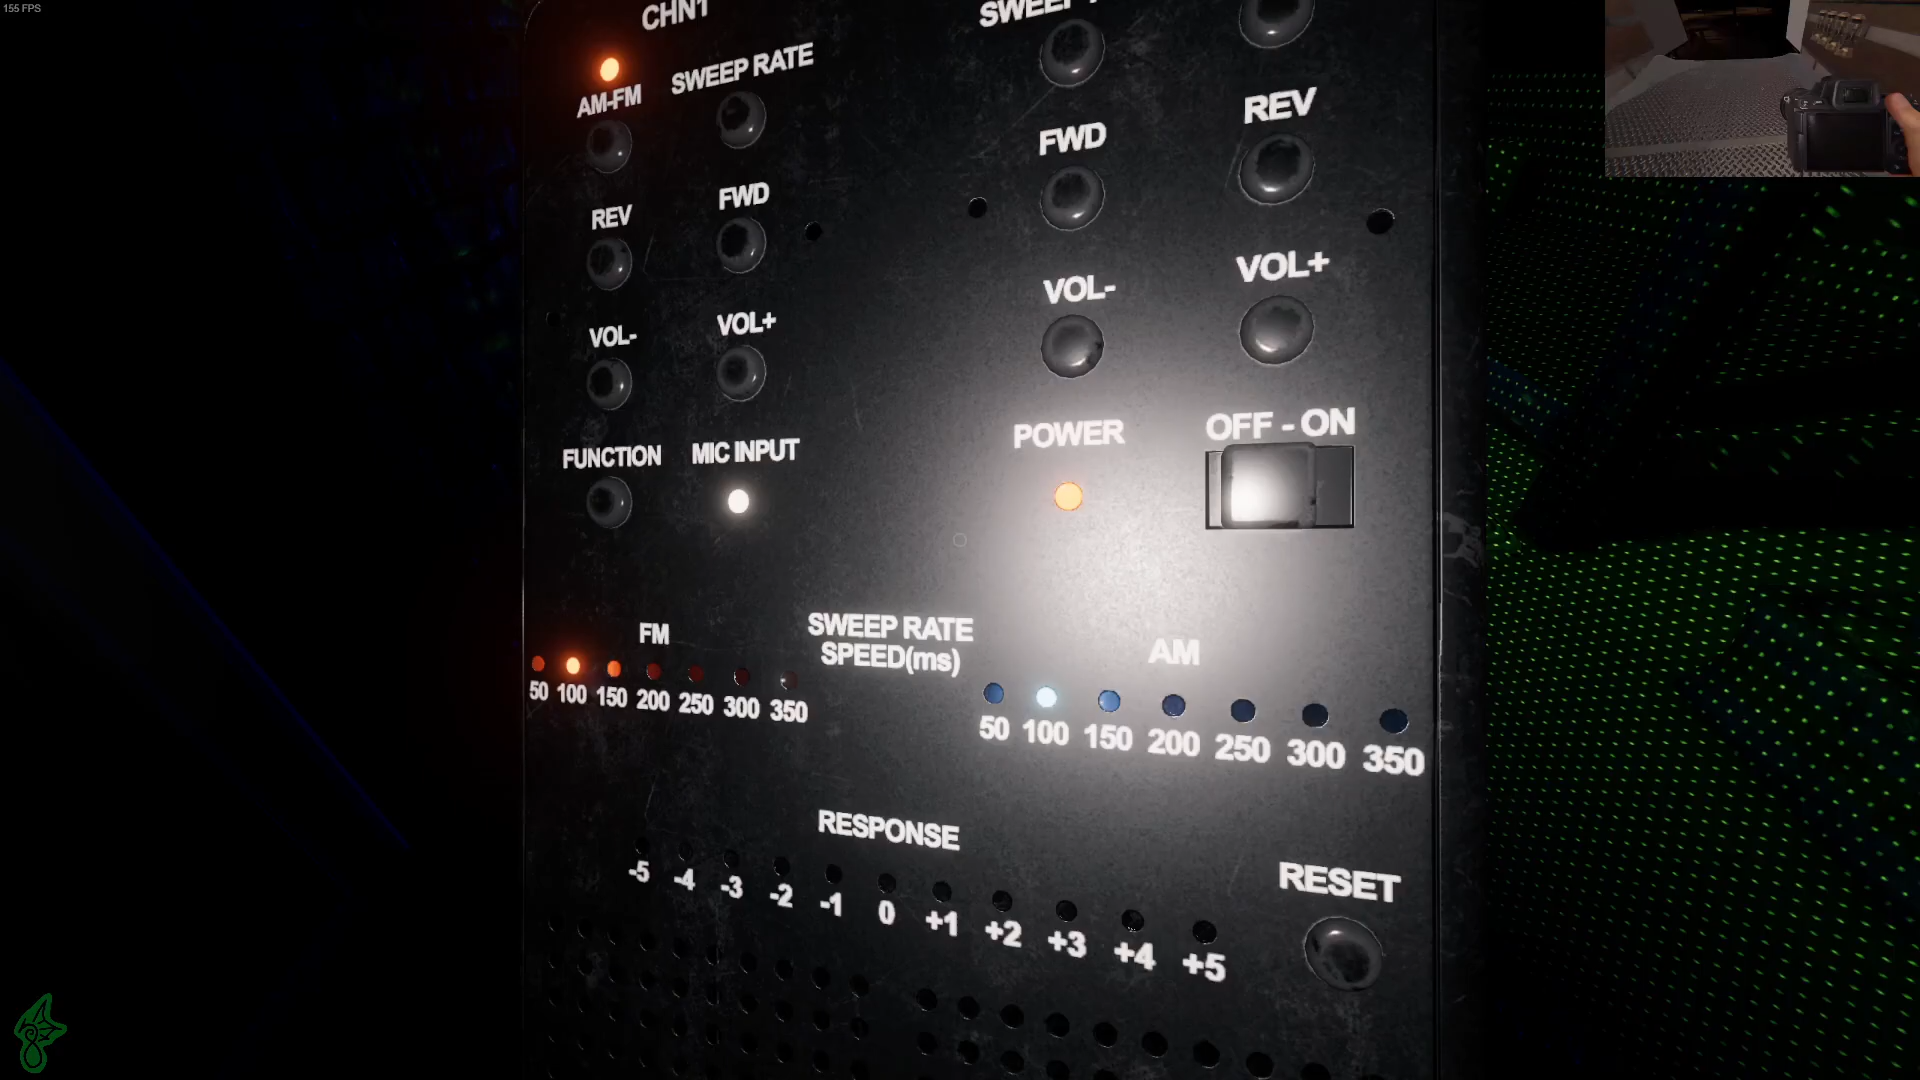 155 FPS
CHN1
SWEEP
AM-FM
SWEEP RATE
REV
FWD
FWD
REV
VOL-
VOL+
VOL-
VOL+
FUNCTION
MIC INPUT
POWER
OFF - ON
FM
SWEEP RATE
SPEED(ms)
AM
50 100 150 200 250 300 350
50 100 150 200 250 300 350
RESPONSE
-5 -4 -3 -2 -1 0 +1 +2 +3 +4 +5
RESET